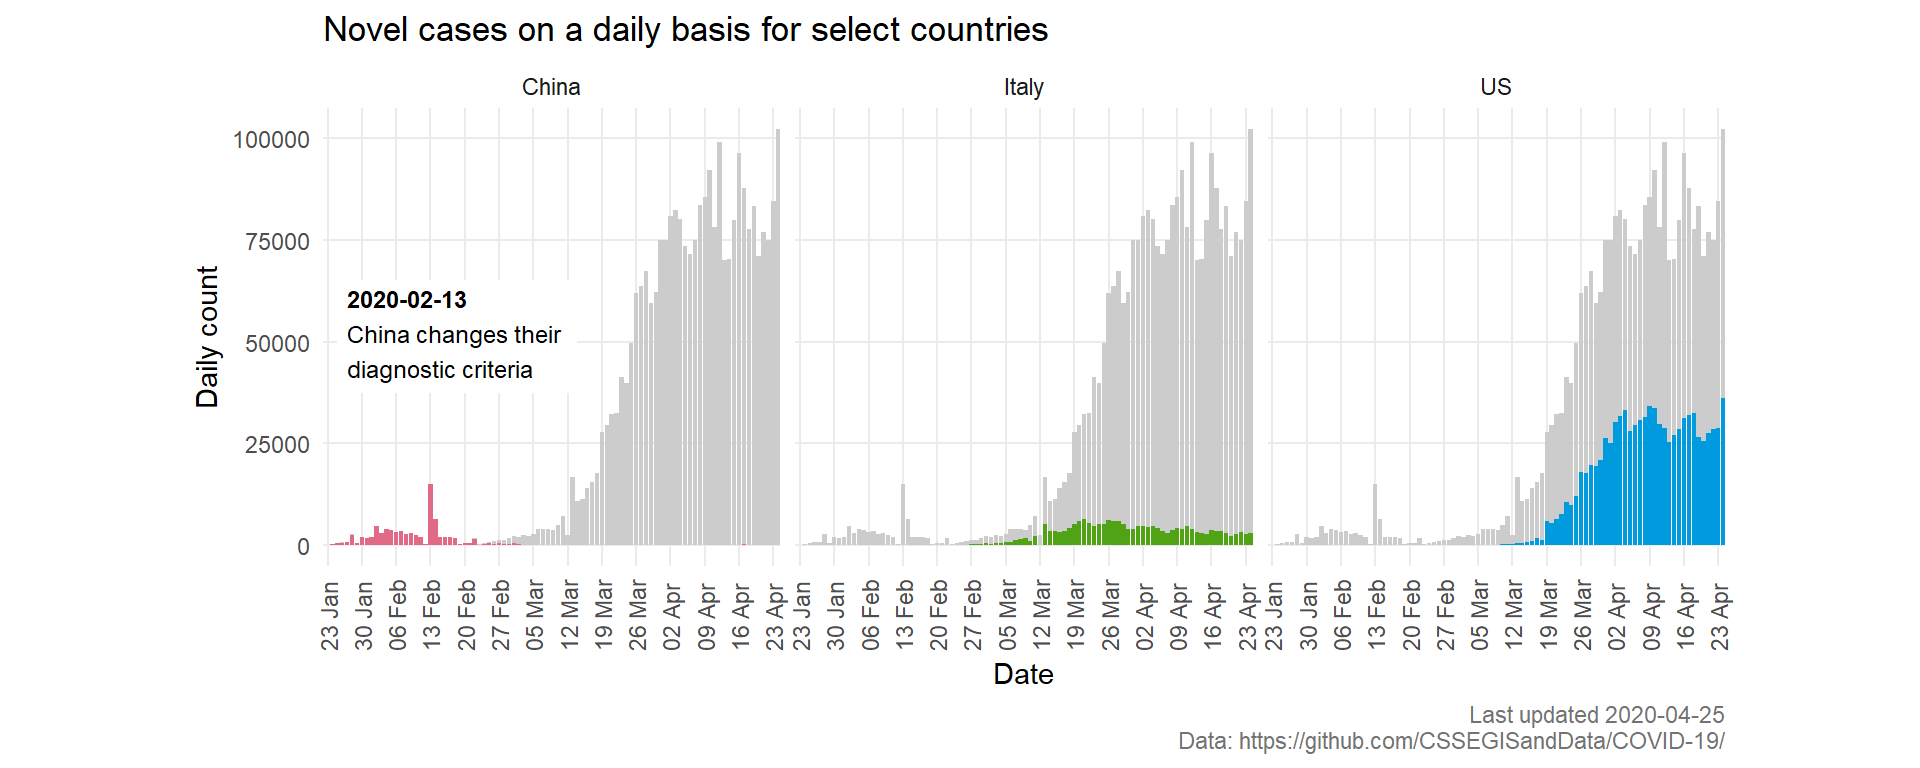 Novel cases on a daily basis for select countries
China
Italy
US
100000
75000
50000
25000
0
Daily count
2020-02-13
China changes their
diagnostic criteria
23 Jan
30 Jan
06 Feb
13 Feb
20 Feb
27 Feb
05 Mar
12 Mar
19 Mar
26 Mar
02 Apr
09 Apr
16 Apr
23 Apr
23 Jan
30 Jan
06 Feb
13 Feb
20 Feb
27 Feb
05 Mar
12 Mar
19 Mar
26 Mar
02 Apr
09 Apr
16 Apr
23 Apr
23 Jan
30 Jan
06 Feb
13 Feb
20 Feb
27 Feb
05 Mar
12 Mar
19 Mar
26 Mar
02 Apr
09 Apr
16 Apr
23 Apr
Date
Last updated 2020-04-25
Data: https://github.com/CSSEGISandData/COVID-19/